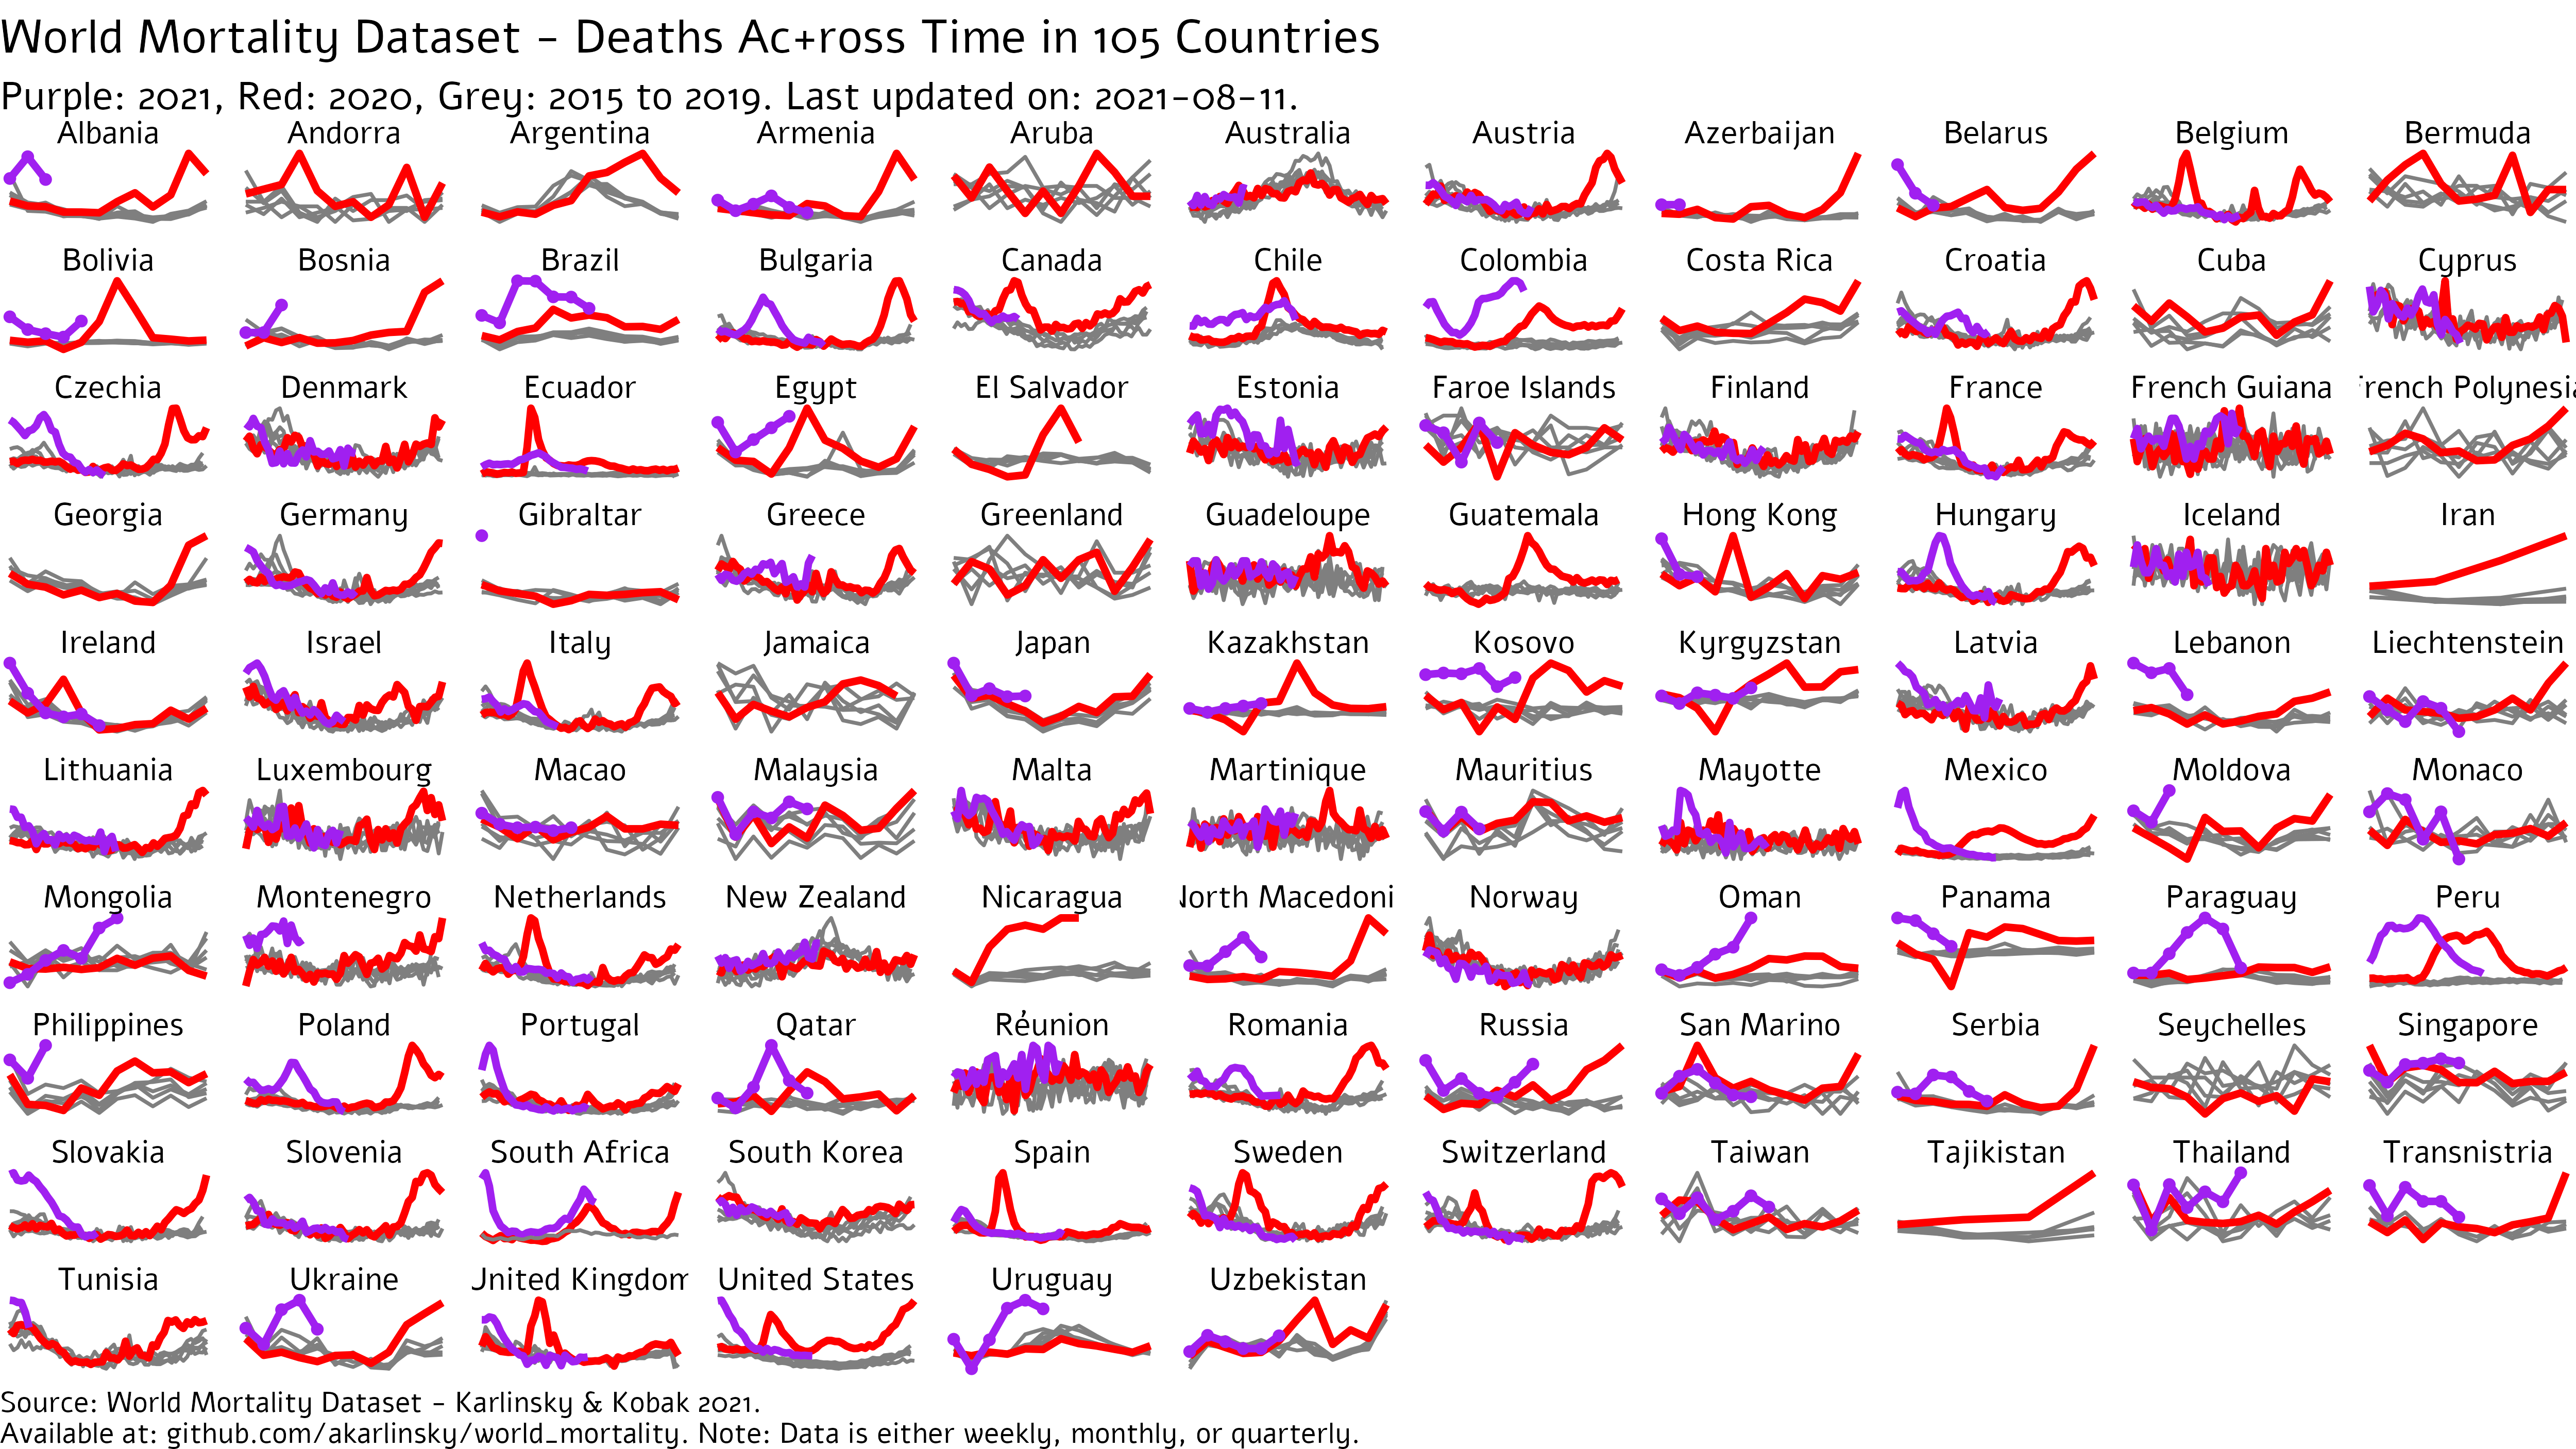 World Mortality Dataset - Deaths Ac+ross Time in 105 Countries
Purple: 2021, Red: 2020, Grey: 2015 to 2019. Last updated on: 2021-08-11.
Albania Andorra Argentina Armenia Aruba Australia Austria Azerbaijan Belarus Belgium Bermuda
Bolivia Bosnia Brazil Bulgaria Canada Chile Colombia Costa Rica Croatia Cuba Cyprus
Czechia Denmark Ecuador Egypt El Salvador Estonia Faroe Islands Finland France French Guiana French Polynesia
Georgia Germany Gibraltar Greece Greenland Guadeloupe Guatemala Hong Kong Hungary Iceland Iran
Ireland Israel Italy Jamaica Japan Kazakhstan Kosovo Kyrgyzstan Latvia Lebanon Liechtenstein
Lithuania Luxembourg Macao Malaysia Malta Martinique Mauritius Mayotte Mexico Moldova Monaco
Mongolia Montenegro Netherlands New Zealand Nicaragua North Macedoni Norway Oman Panama Paraguay Peru
Philippines Poland Portugal Qatar Réunion Romania Russia San Marino Serbia Seychelles Singapore
Slovakia Slovenia South Africa South Korea Spain Sweden Switzerland Taiwan Tajikistan Thailand Transnistria
Tunisia Ukraine United Kingdom United States Uruguay Uzbekistan
Source: World Mortality Dataset - Karlinsky & Kobak 2021.
Available at: github.com/akarlinsky/world_mortality. Note: Data is either weekly, monthly, or quarterly.